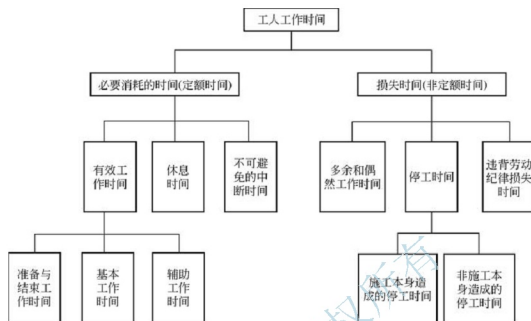 工人工作时间
必要消耗的时间(定额时间)
损失时间(非定额时间)
有效工
作时间
休息
时间
不可避
免的中
断时间
多余和偶
然工作时间
停工时间
违背劳动
纪律损失
时间
准备与
结束工
作时间
基本
工作
时间
辅助
工作
时间
施工本身造
成的停工时间
非施工本
身造成的
停工时间
权所有